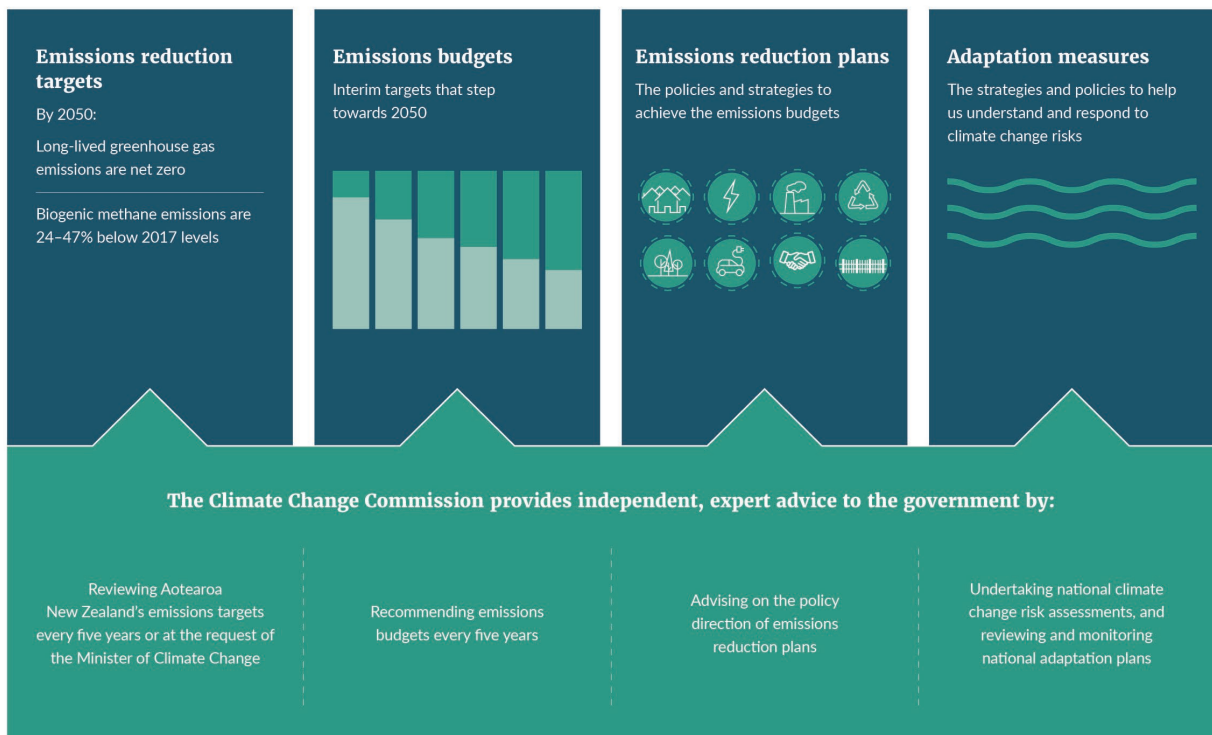 Emissions reduction
targets
By 2050:
Long-lived greenhouse gas
emissions are net zero
Biogenic methane emissions are
24–47% below 2017 levels
Emissions budgets
Interim targets that step
towards 2050
Emissions reduction plans
The policies and strategies to
achieve the emissions budgets
Adaptation measures
The strategies and policies to help
us understand and respond to
climate change risks
The Climate Change Commission provides independent, expert advice to the government by:
Reviewing Aotearoa
New Zealand’s emissions targets
every five years or at the request of
the Minister of Climate Change
Recommending emissions
budgets every five years
Advising on the policy
direction of emissions
reduction plans
Undertaking national climate
change risk assessments, and
reviewing and monitoring
national adaptation plans